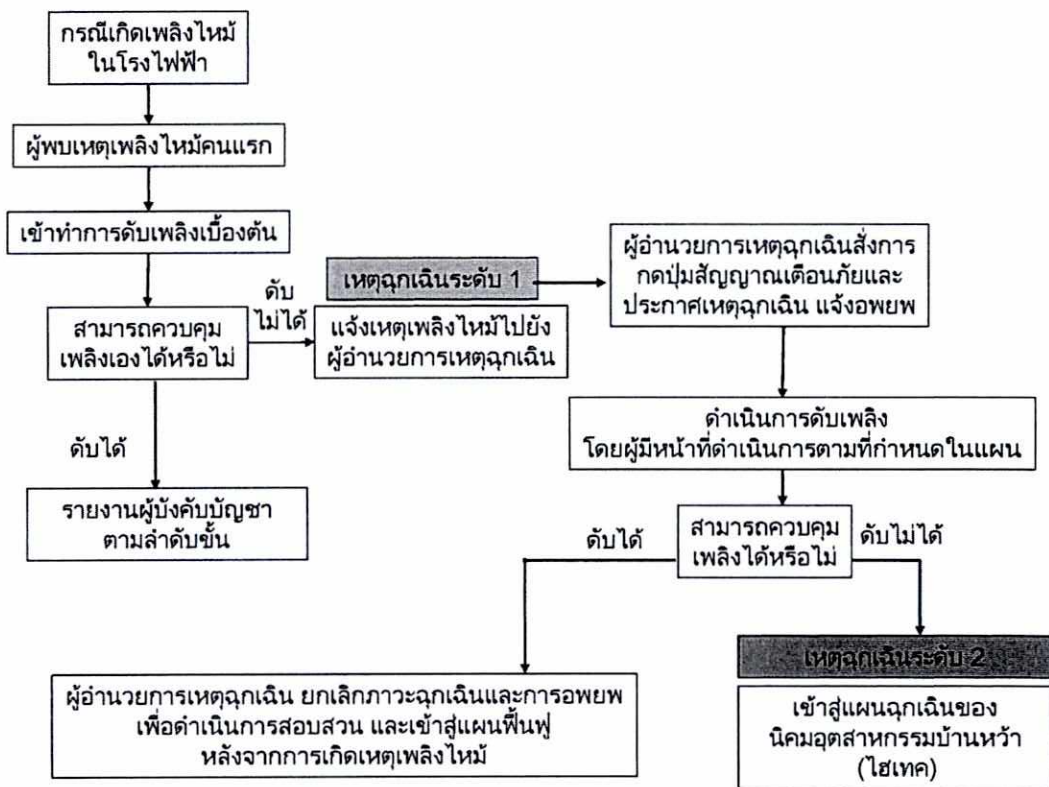 กรณีเกิดเพลิงไหม้
ในโรงไฟฟ้า
ผู้พบเหตุเพลิงไหม้คนแรก
เข้าทำการดับเพลิงเบื้องต้น
สามารถควบคุม
เพลิงเองได้หรือไม่
ดับ
ไม่ได้
เหตุฉุกเฉินระดับ 1
แจ้งเหตุเพลิงไหม้ไปยัง
ผู้อำนวยการเหตุฉุกเฉิน
ดับได้
รายงานผู้บังคับบัญชา
ตามลำดับขั้น
ผู้อำนวยการเหตุฉุกเฉินสั่งการ
กดปุ่มสัญญาณเตือนภัยและ
ประกาศเหตุฉุกเฉิน แจ้งอพยพ
ดำเนินการดับเพลิง
โดยผู้มีหน้าที่ดำเนินการตามที่กำหนดในแผน
สามารถควบคุม
เพลิงได้หรือไม่
ดับได้
ดับไม่ได้
ผู้อำนวยการเหตุฉุกเฉิน ยกเลิกภาวะฉุกเฉินและการอพยพ
เพื่อดำเนินการสอบสวน และเข้าสู่แผนฟื้นฟู
หลังจากการเกิดเหตุเพลิงไหม้
เหตุฉุกเฉินระดับ 2
เข้าสู่แผนฉุกเฉินของ
นิคมอุตสาหกรรมบ้านหว้า
(ไฮเทค)